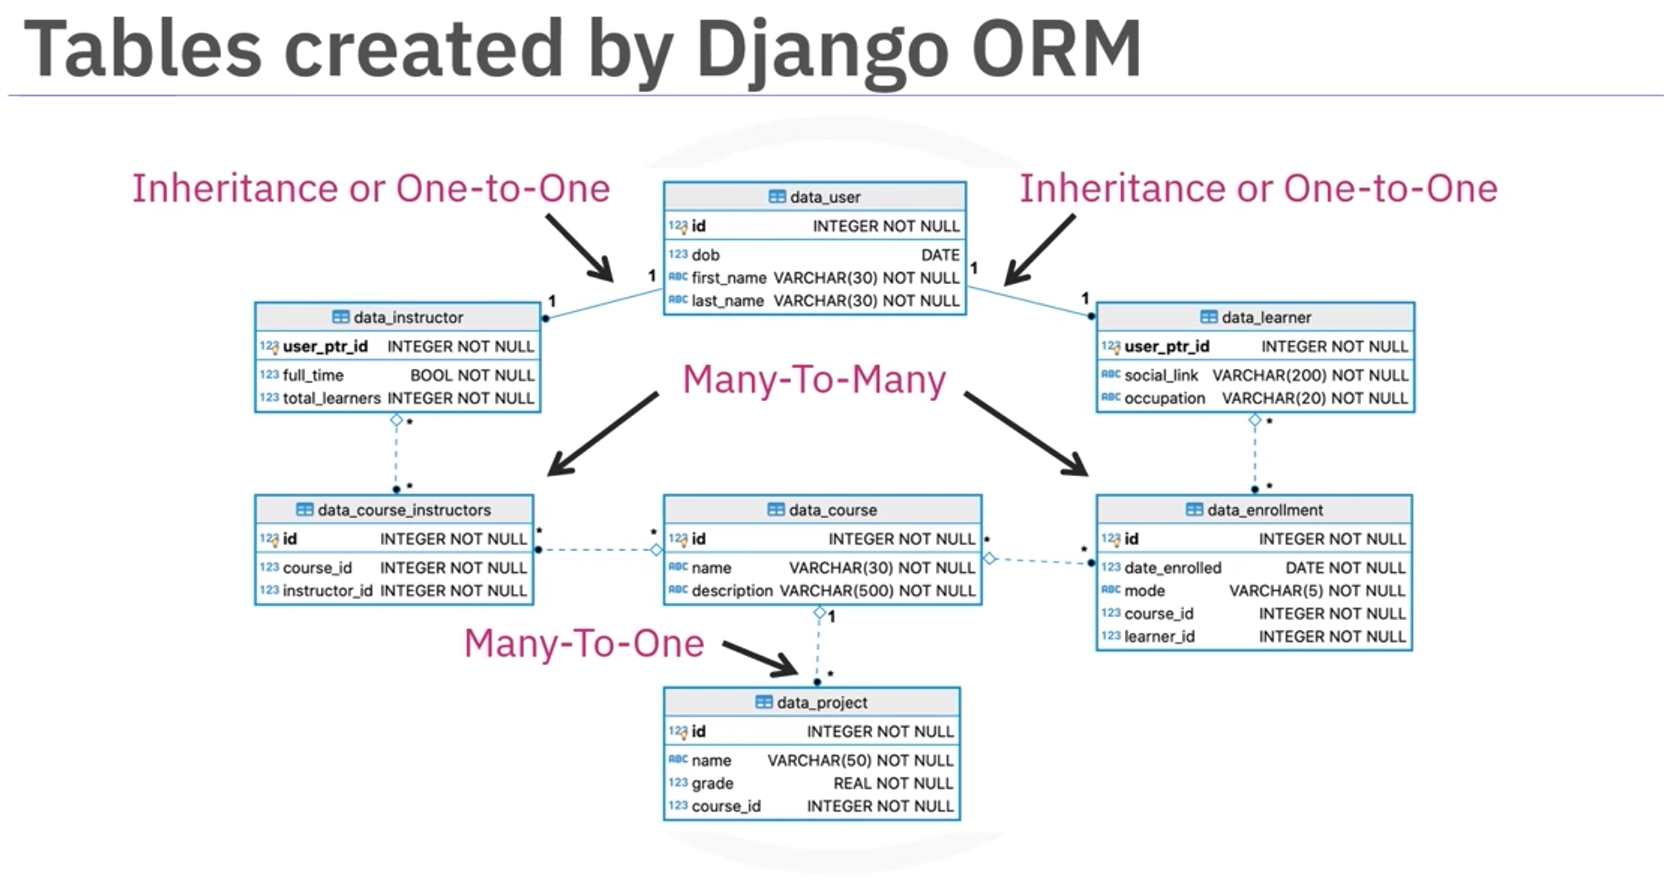 Tables created by Django ORM
Inheritance or One-to-One
Inheritance or One-to-One
data_user
123 id INTEGER NOT NULL
123 dob DATE
ABC first_name VARCHAR(30) NOT NULL
ABC last_name VARCHAR(30) NOT NULL
1
1
1
1
data_instructor
123 user_ptr_id INTEGER NOT NULL
123 full_time BOOL NOT NULL
123 total_learners INTEGER NOT NULL
Many-To-Many
data_learner
123 user_ptr_id INTEGER NOT NULL
ABC social_link VARCHAR(200) NOT NULL
ABC occupation VARCHAR(20) NOT NULL
*
*
*
*
data_course_instructors
123 id INTEGER NOT NULL
123 course_id INTEGER NOT NULL
123 instructor_id INTEGER NOT NULL
*
*
data_course
123 id INTEGER NOT NULL
ABC name VARCHAR(30) NOT NULL
ABC description VARCHAR(500) NOT NULL
*
*
data_enrollment
123 id INTEGER NOT NULL
123 date_enrolled DATE NOT NULL
ABC mode VARCHAR(5) NOT NULL
123 course_id INTEGER NOT NULL
123 learner_id INTEGER NOT NULL
1
Many-To-One
*
data_project
123 id INTEGER NOT NULL
ABC name VARCHAR(50) NOT NULL
123 grade REAL NOT NULL
123 course_id INTEGER NOT NULL